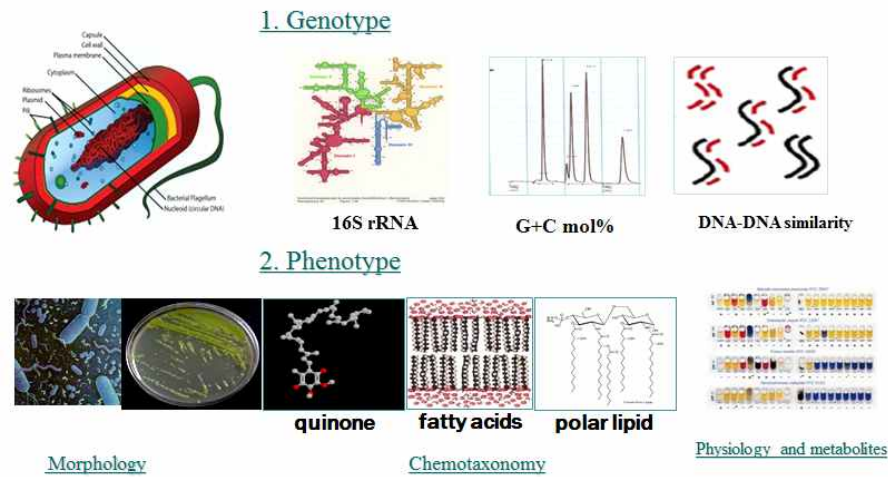 1. Genotype
Capsule
Cell wall
Plasma membrane
Cytoplasm
Ribosomes
Plasmid
Pili
Bacterial Flagellum
Nucleoid (circular DNA)
16S rRNA
G+C mol%
DNA-DNA similarity
2. Phenotype
quinone
fatty acids
polar lipid
Morphology
Chemotaxonomy
Physiology and metabolites